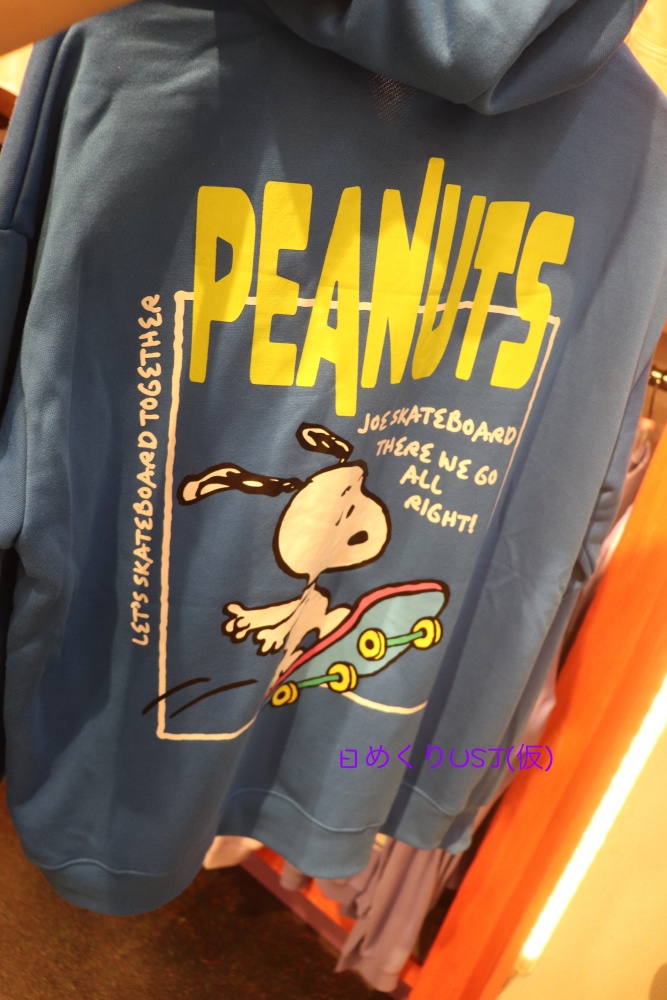 PEANUTS
LET'S SKATEBOARD TOGETHER
JOE SKATEBOARD
THERE WE GO
ALL
RIGHT!
日めくりUSJ(仮)